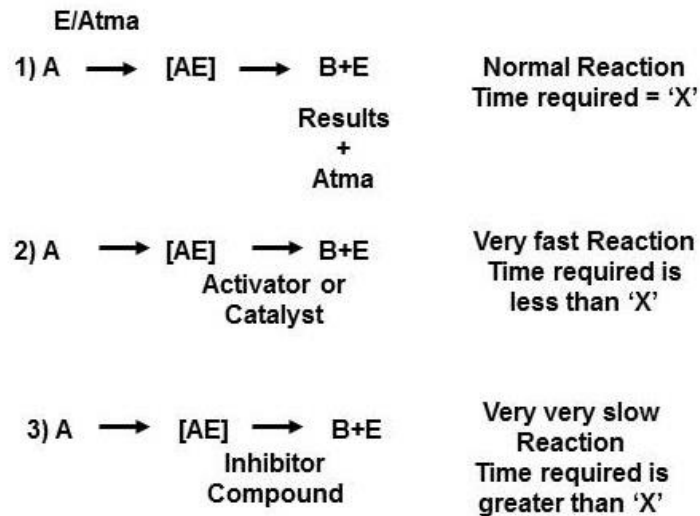 E/Atma
1) A → [AE] → B+E
Results
+
Atma
Normal Reaction
Time required = ‘X’
2) A → [AE] → B+E
Activator or
Catalyst
Very fast Reaction
Time required is
less than ‘X’
3) A → [AE] → B+E
Inhibitor
Compound
Very very slow
Reaction
Time required is
greater than ‘X’